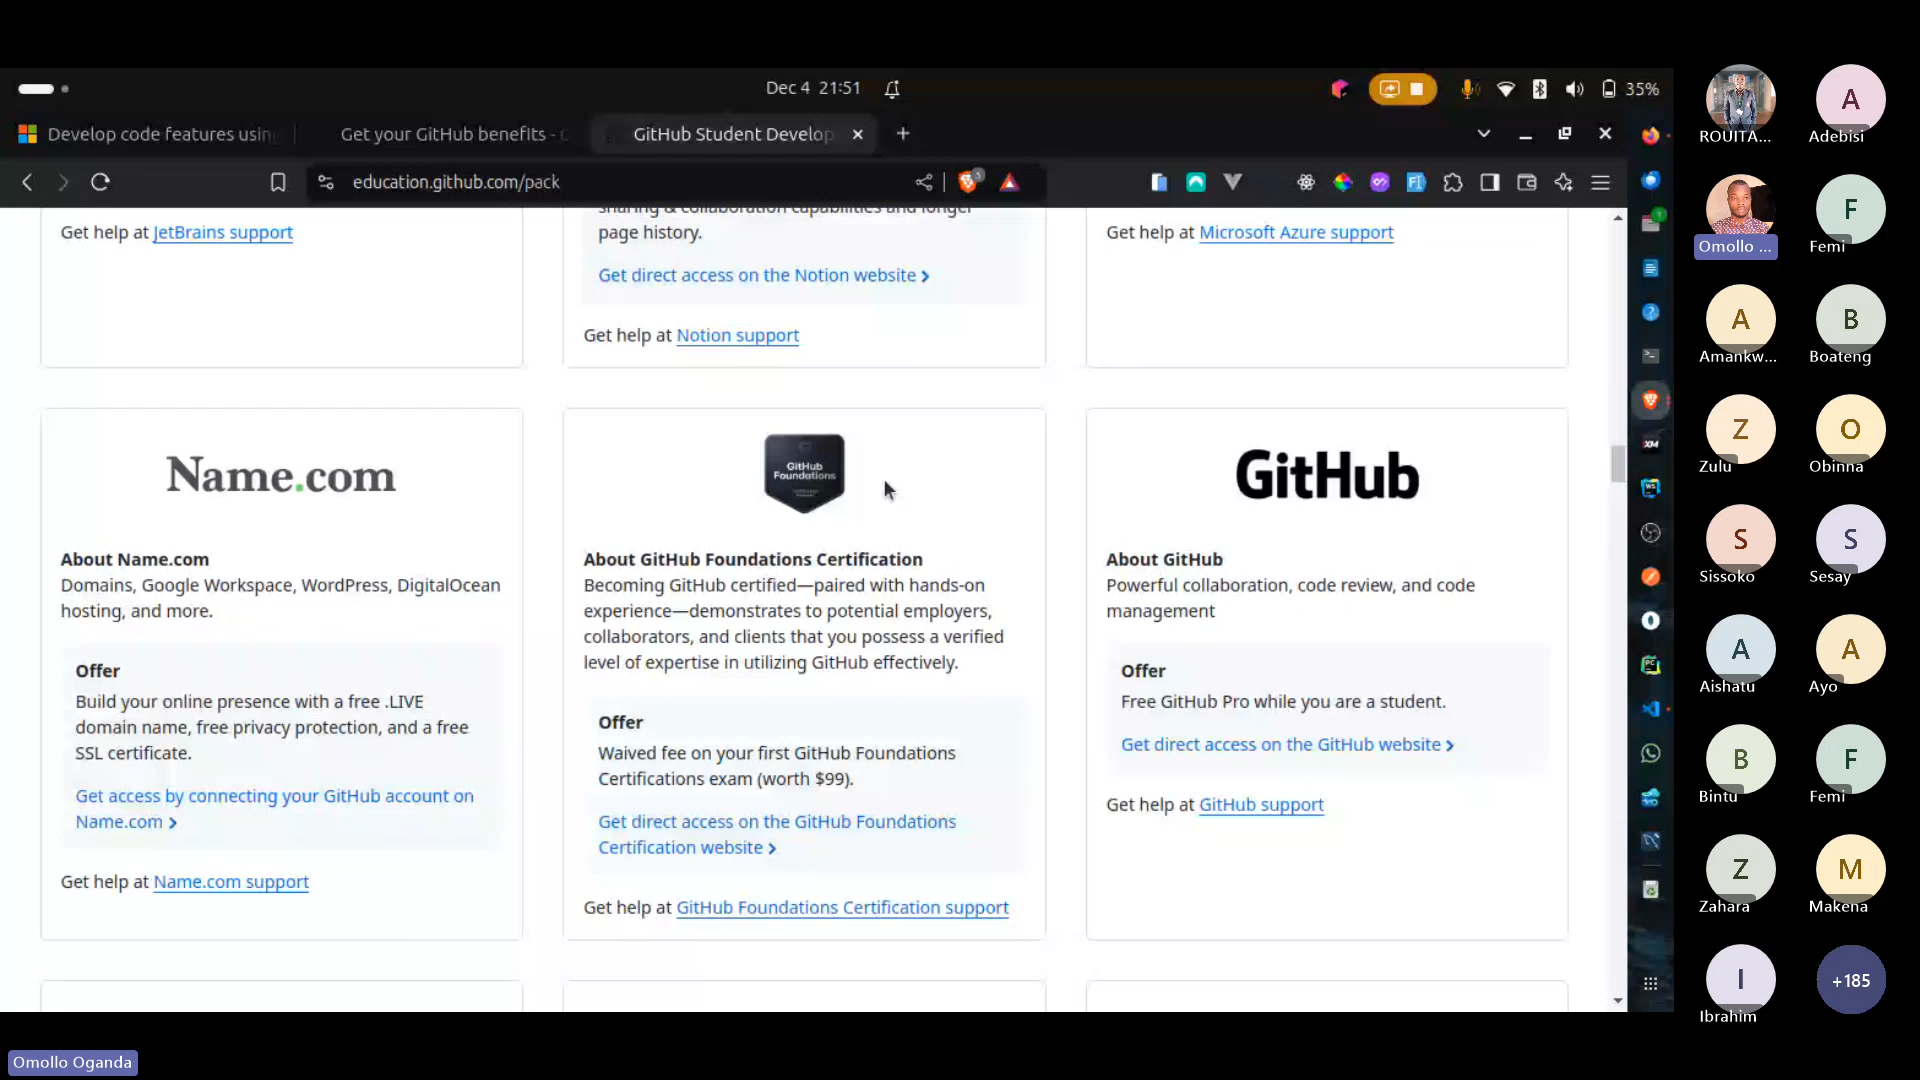 Dec 4 21:51
35%
Develop code features usin
Get your GitHub benefits -
GitHub Student Develop
education.github.com/pack
5
1
sharing & collaboration capabilities and longer
page history.
Get direct access on the Notion website
Get help at JetBrains support
Get help at Notion support
Get help at Microsoft Azure support
Name.com
About Name.com
Domains, Google Workspace, WordPress, DigitalOcean
hosting, and more.
Offer
Build your online presence with a free .LIVE
domain name, free privacy protection, and a free
SSL certificate.
Get access by connecting your GitHub account on
Name.com
Get help at Name.com support
GitHub
Foundations
About GitHub Foundations Certification
Becoming GitHub certified—paired with hands-on
experience—demonstrates to potential employers,
collaborators, and clients that you possess a verified
level of expertise in utilizing GitHub effectively.
Offer
Waived fee on your first GitHub Foundations
Certifications exam (worth $99).
Get direct access on the GitHub Foundations
Certification website
Get help at GitHub Foundations Certification support
GitHub
About GitHub
Powerful collaboration, code review, and code
management
Offer
Free GitHub Pro while you are a student.
Get direct access on the GitHub website
Get help at GitHub support
ROUITA...
A
Adebisi
Omollo ...
F
Femi
A
Amankw...
B
Boateng
Z
Zulu
O
Obinna
S
Sissoko
S
Sesay
A
Aishatu
A
Ayo
B
Bintu
F
Femi
Z
Zahara
M
Makena
I
Ibrahim
+185
Omollo Oganda